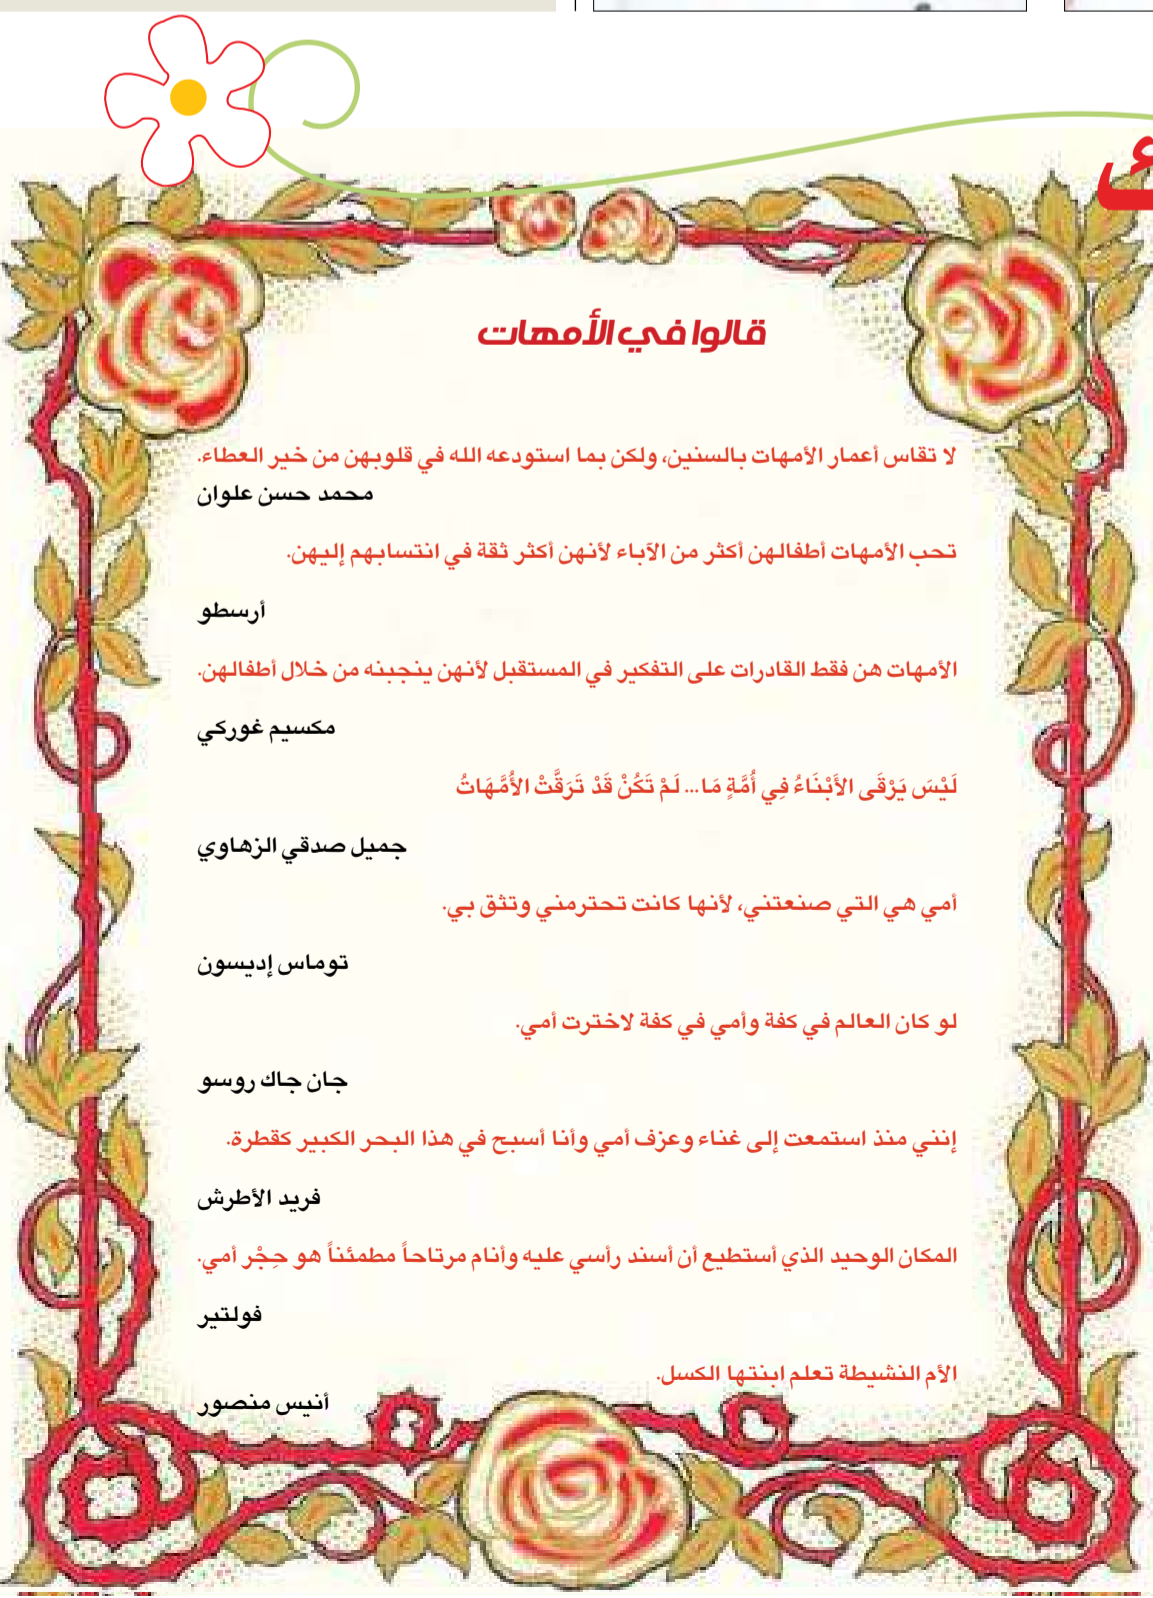 قالوا في الأمهات
لا تقاس أعمار الأمهات بالسنين، ولكن بما استودعه الله في قلوبهن من خير العطاء.
محمد حسن علوان
تحب الأمهات أطفالهن أكثر من الآباء لأنهن أكثر ثقة في انتسابهم إليهن.
أرسطو
الأمهات هن فقط القادرات على التفكير في المستقبل لأنهن ينجبنه من خلال أطفالهن.
مكسيم غوركي
لَيْسَ يَرْقَى الأَبْنَاءُ فِي أُمَّةٍ مَا... لَمْ تَكُنْ قَدْ تَرَقَّتْ الأُمَّهَاتُ
جميل صدقي الزهاوي
أمي هي التي صنعتني، لأنها كانت تحترمني وتثق بي.
توماس إديسون
لو كان العالم في كفة وأمي في كفة لاخترت أمي.
جان جاك روسو
إنني منذ استمعت إلى غناء وعزف أمي وأنا أسبح في هذا البحر الكبير كقطرة.
فريد الأطرش
المكان الوحيد الذي أستطيع أن أسند رأسي عليه وأنام مرتاحاً مطمئناً هو حِجْر أمي.
فولتير
الأم النشيطة تعلم ابنتها الكسل.
أنيس منصور